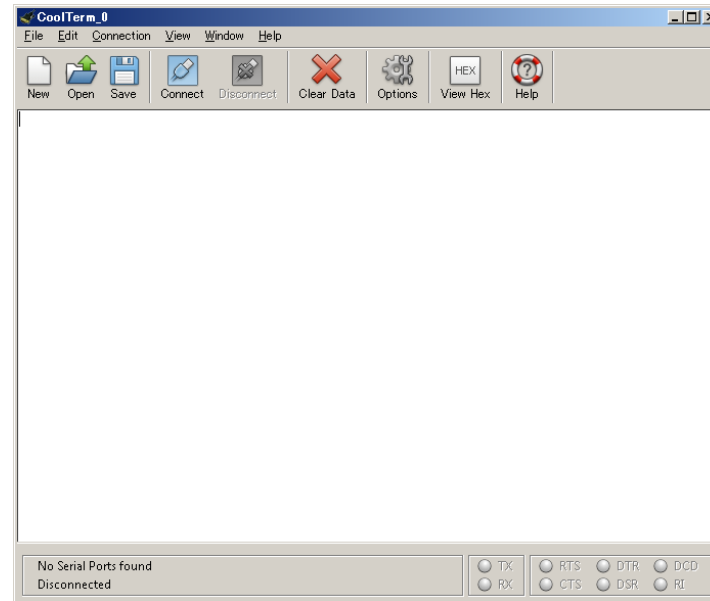 CoolTerm_0
File Edit Connection View Window Help
HEX
New Open Save Connect Disconnect Clear Data Options View Hex Help
No Serial Ports found
Disconnected
TX RTS DTR DCD
RX CTS DSR RI